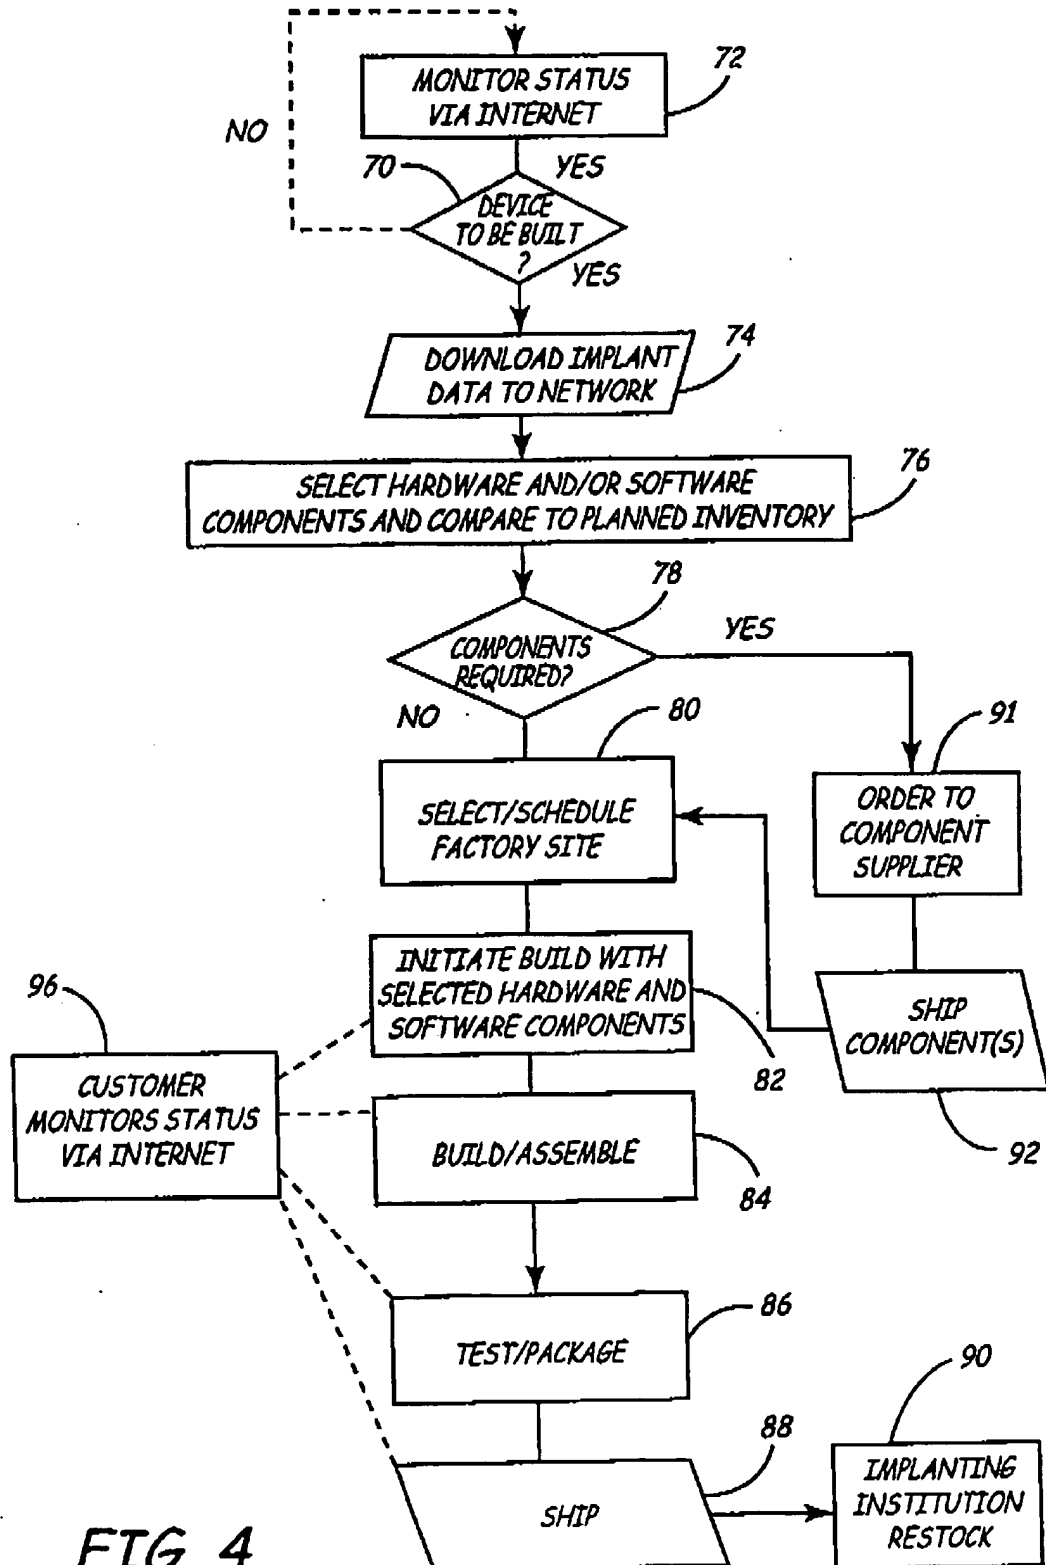 72
MONITOR STATUS
VIA INTERNET
NO
70
YES
DEVICE
TO BE BUILT
?
YES
74
DOWNLOAD IMPLANT
DATA TO NETWORK
76
SELECT HARDWARE AND/OR SOFTWARE
COMPONENTS AND COMPARE TO PLANNED INVENTORY
78
COMPONENTS
REQUIRED?
YES
NO
80
91
SELECT/SCHEDULE
FACTORY SITE
ORDER TO
COMPONENT
SUPPLIER
INITIATE BUILD WITH
SELECTED HARDWARE AND
SOFTWARE COMPONENTS
82
SHIP
COMPONENT(S)
92
96
CUSTOMER
MONITORS STATUS
VIA INTERNET
BUILD/ASSEMBLE
84
86
TEST/PACKAGE
90
88
SHIP
IMPLANTING
INSTITUTION
RESTOCK
FIG 4